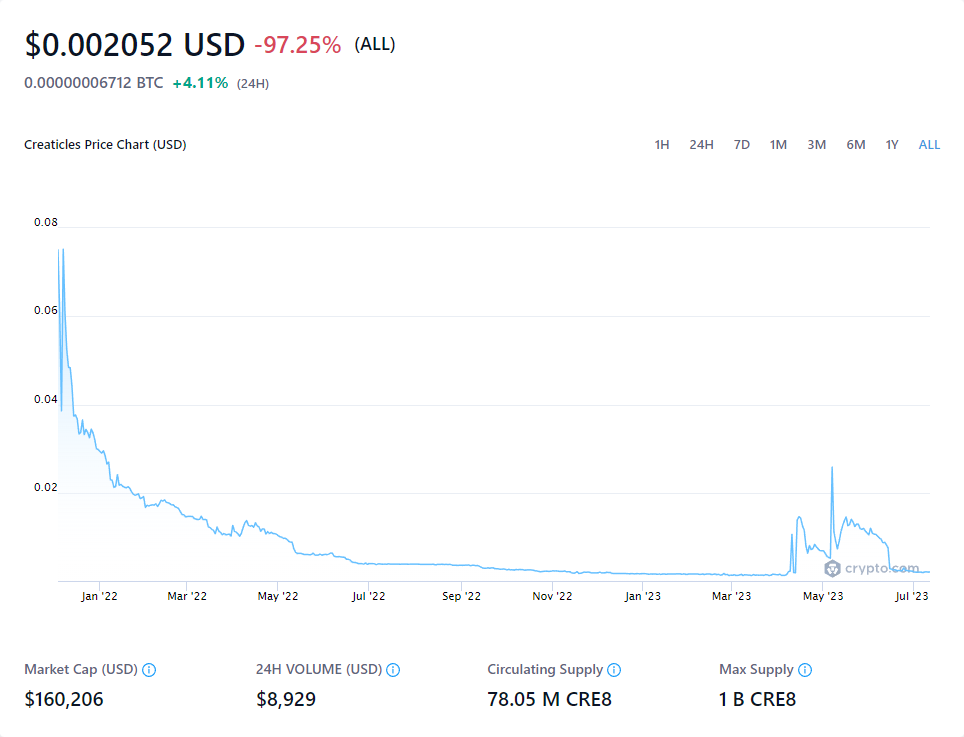 $0.002052 USD -97.25% (ALL)
0.00000006712 BTC +4.11% (24H)
Creaticles Price Chart (USD) 1H 24H 7D 1M 3M 6M 1Y ALL
0.08
0.06
0.04
0.02
crypto.com
Jan '22 Mar '22 May '22 Jul '22 Sep '22 Nov '22 Jan '23 Mar '23 May '23 Jul '23
Market Cap (USD) 24H VOLUME (USD) Circulating Supply Max Supply
$160,206 $8,929 78.05 M CRE8 1 B CRE8